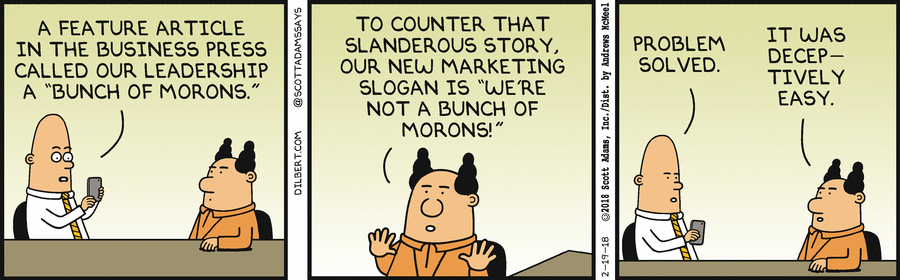 A FEATURE ARTICLE
IN THE BUSINESS PRESS
CALLED OUR LEADERSHIP
A “BUNCH OF MORONS.”
DILBERT.COM @SCOTTADAMSSAYS
TO COUNTER THAT
SLANDEROUS STORY,
OUR NEW MARKETING
SLOGAN IS “WE'RE
NOT A BUNCH OF
MORONS!”
2-19-18 ©2018 Scott Adams, Inc./Dist. by Andrews McMeel
PROBLEM
SOLVED.
IT WAS
DECEP–
TIVELY
EASY.